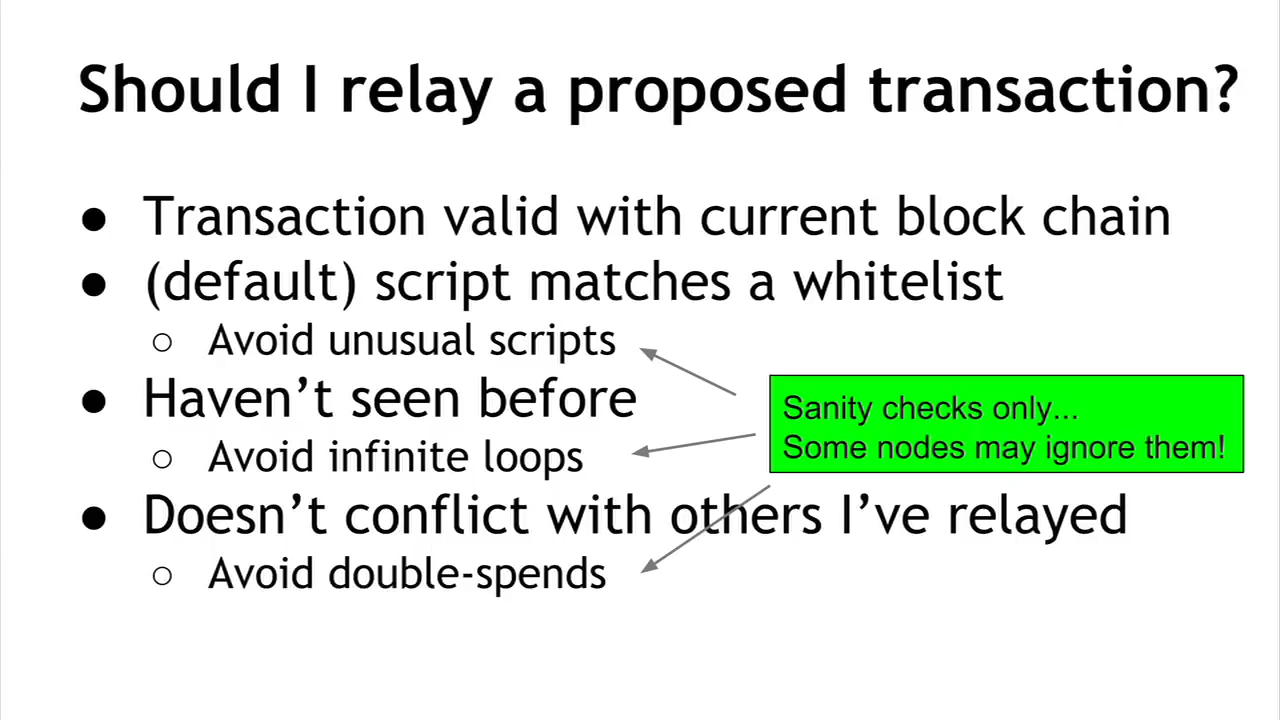 Should I relay a proposed transaction?
● Transaction valid with current block chain
● (default) script matches a whitelist
○ Avoid unusual scripts
● Haven’t seen before
○ Avoid infinite loops
● Doesn’t conflict with others I’ve relayed
○ Avoid double-spends
Sanity checks only...
Some nodes may ignore them!